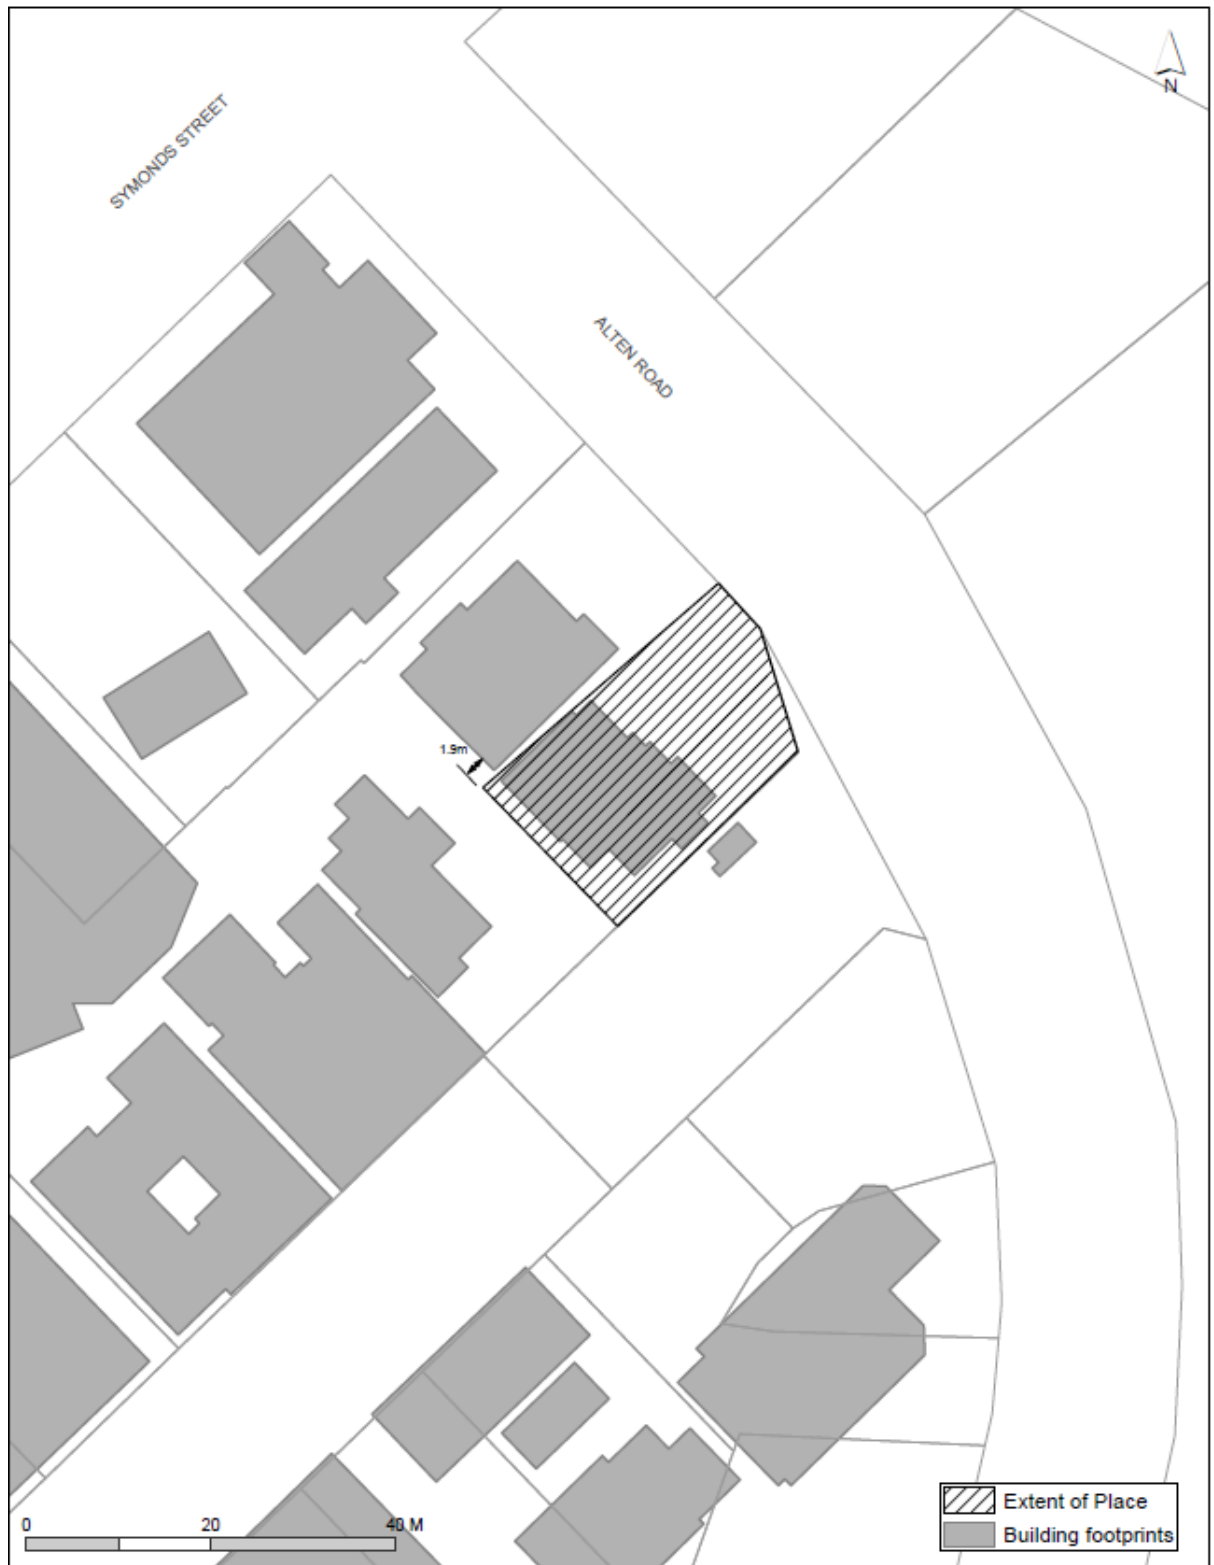 N
SYMONDS STREET
ALTEN ROAD
1.9m
0 20 40 M
Extent of Place
Building footprints